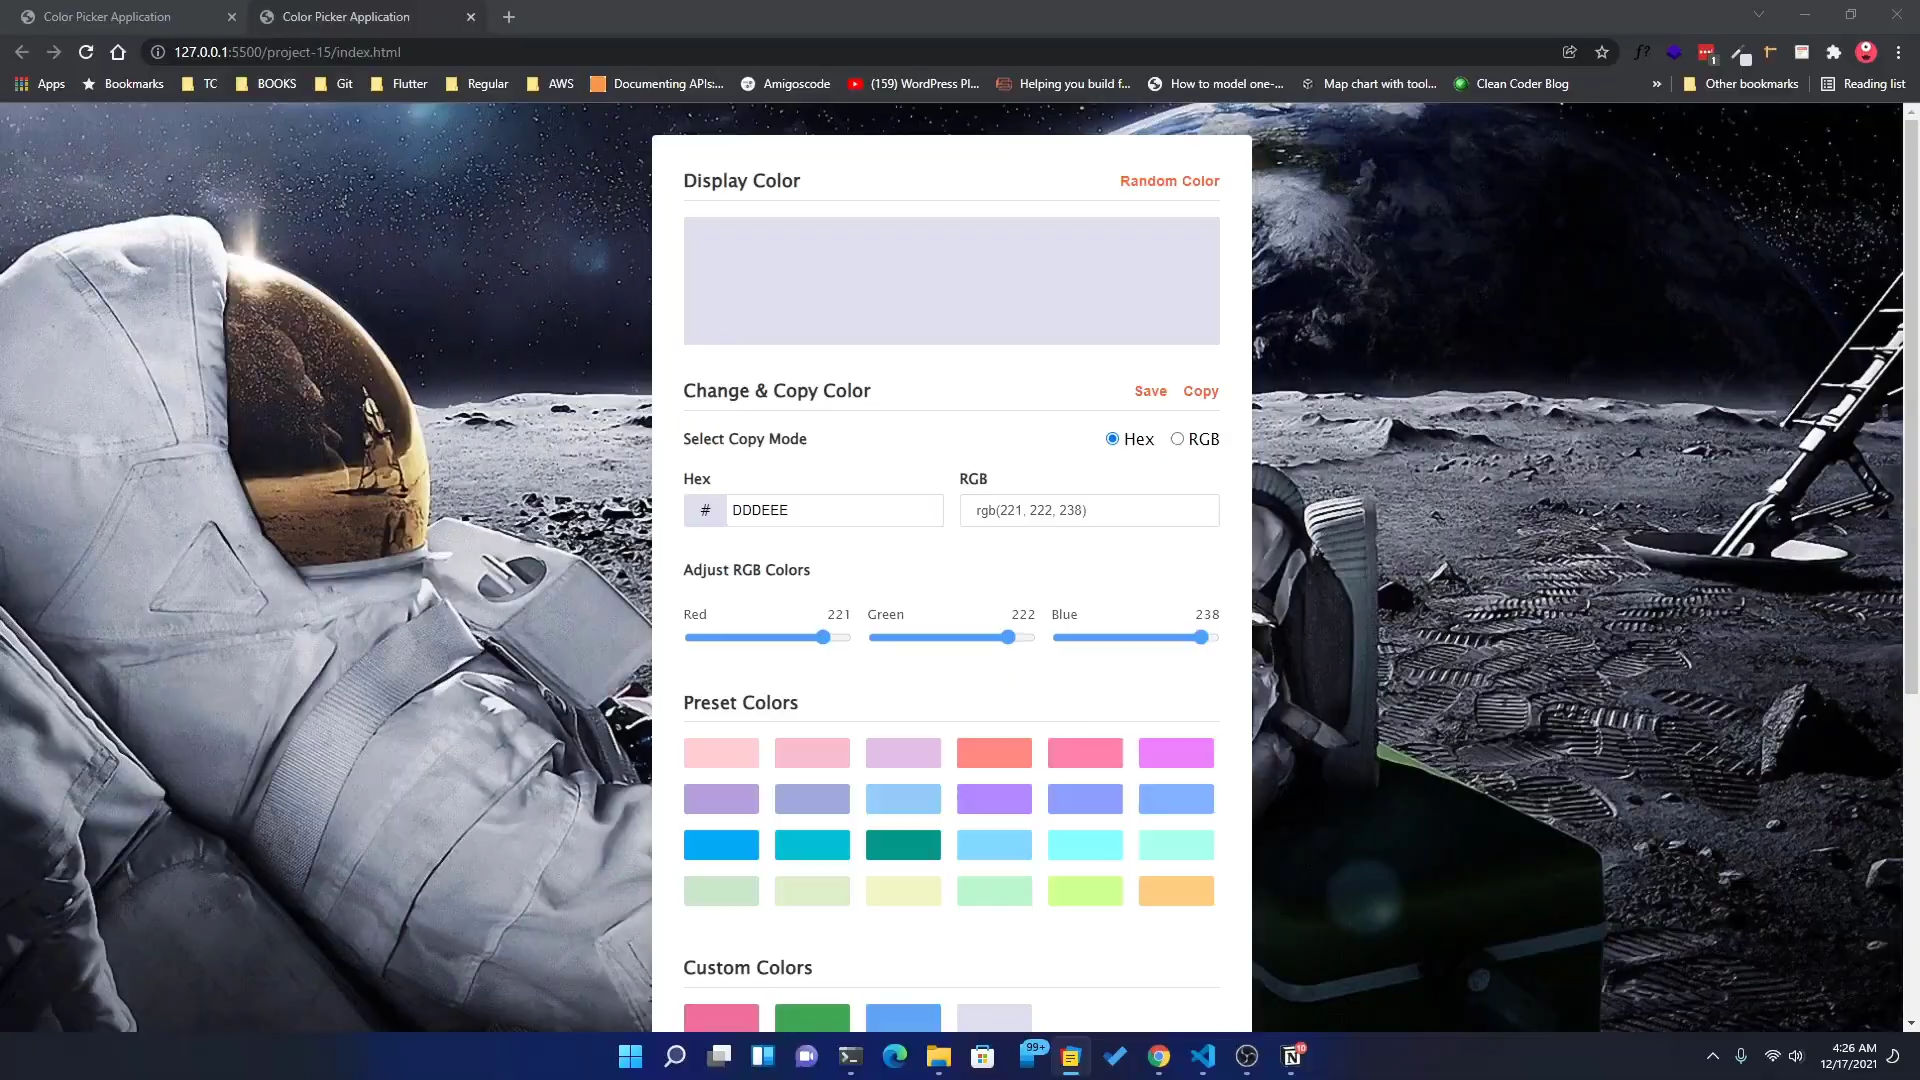 Color Picker Application
Color Picker Application
127.0.0.1:5500/project-15/index.html
f?
1
Apps
Bookmarks
TC
BOOKS
Git
Flutter
Regular
AWS
Documenting APIs:...
Amigoscode
(159) WordPress Pl...
Helping you build f...
How to model one-...
Map chart with tool...
Clean Coder Blog
»
Other bookmarks
Reading list
Display Color
Random Color
Change & Copy Color
Save
Copy
Select Copy Mode
Hex
RGB
Hex
RGB
#
DDDEEE
rgb(221, 222, 238)
Adjust RGB Colors
Red
221
Green
222
Blue
238
Preset Colors
Custom Colors
99+
10
4:26 AM
12/17/2021